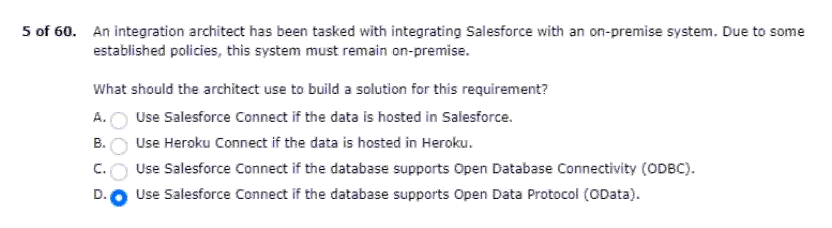 5 of 60. An integration architect has been tasked with integrating Salesforce with an on-premise system. Due to some
established policies, this system must remain on-premise.
What should the architect use to build a solution for this requirement?
A. Use Salesforce Connect if the data is hosted in Salesforce.
B. Use Heroku Connect if the data is hosted in Heroku.
C. Use Salesforce Connect if the database supports Open Database Connectivity (ODBC).
D. Use Salesforce Connect if the database supports Open Data Protocol (OData).